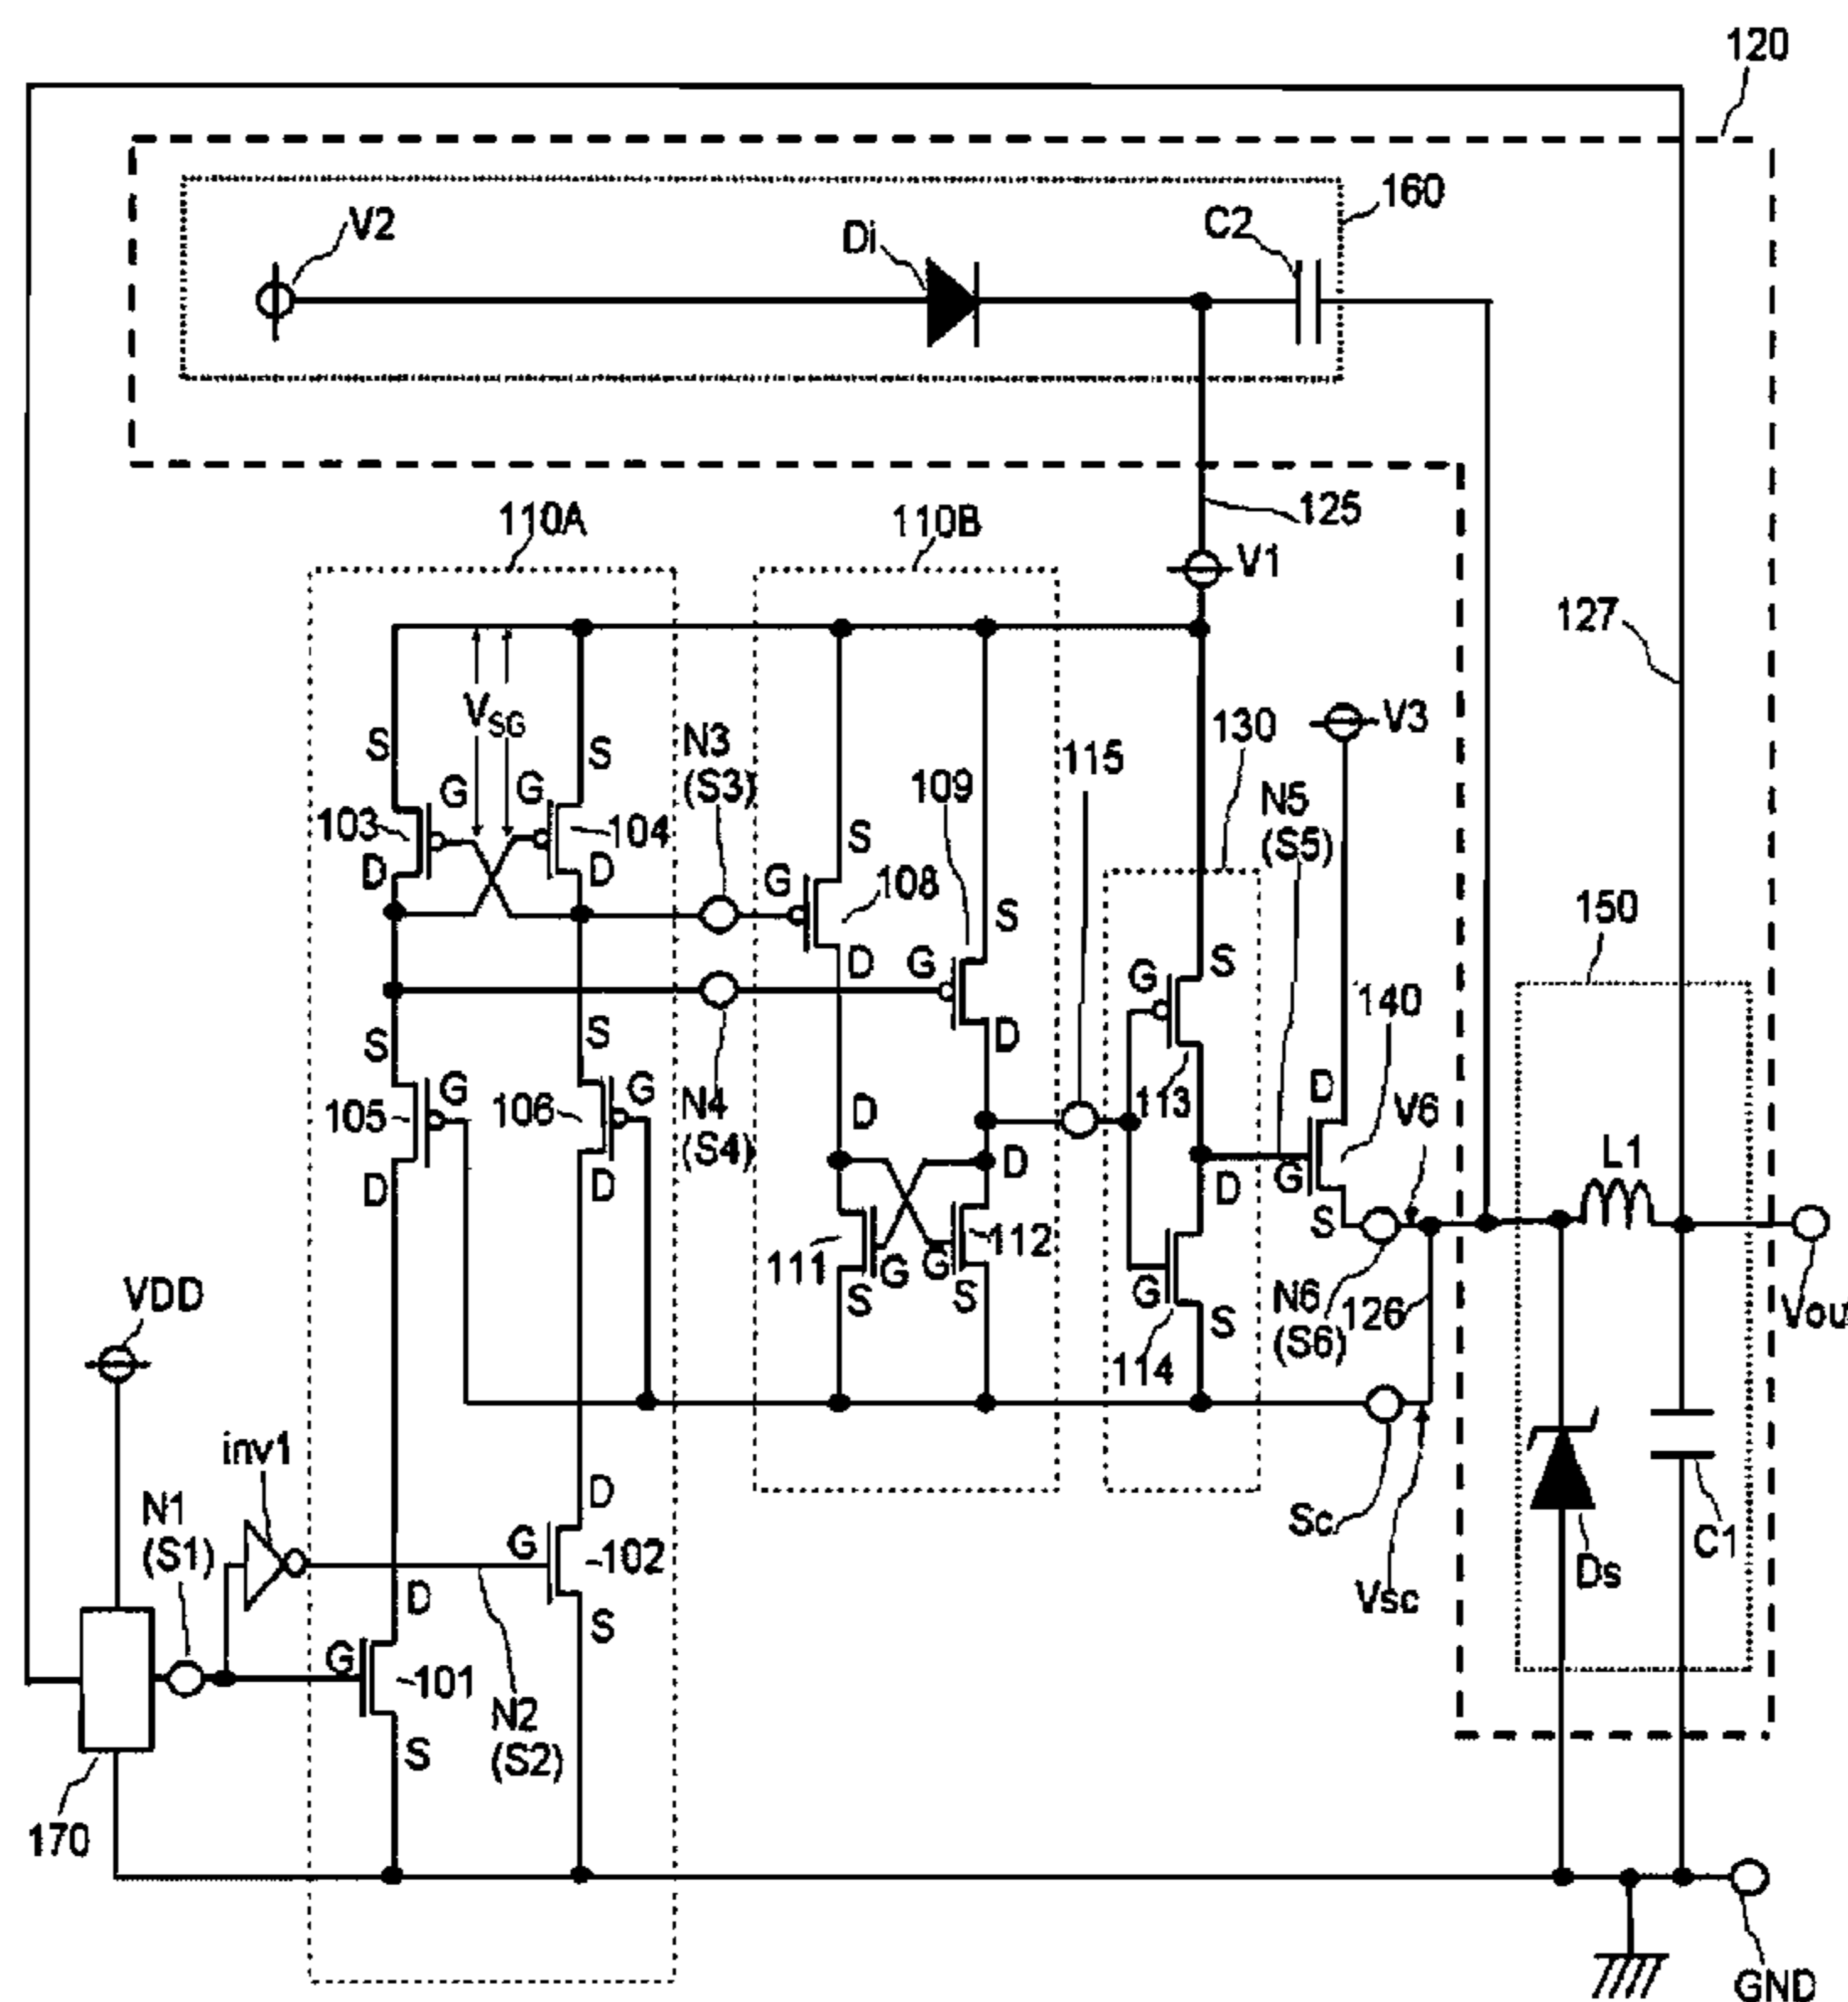 120
160
V2
Di
C2
125
110A
110B
V1
127
V3
130
VSG
S
S
N3
(S3)
115
109
N5
(S5)
G
G
103
104
S
D
D
G
108
S
150
D
G
S
G
140
S
S
D
N4
(S4)
G
G
105
106
113
D
V6
D
L1
D
D
D
D
G
S
111
112
G
G
S
S
N6
(S6)
126
S
Vou
VDD
114
inv1
N1
(S1)
D
G
102
Sc
Vsc
Ds
C1
D
S
G
101
N2
(S2)
S
170
GND